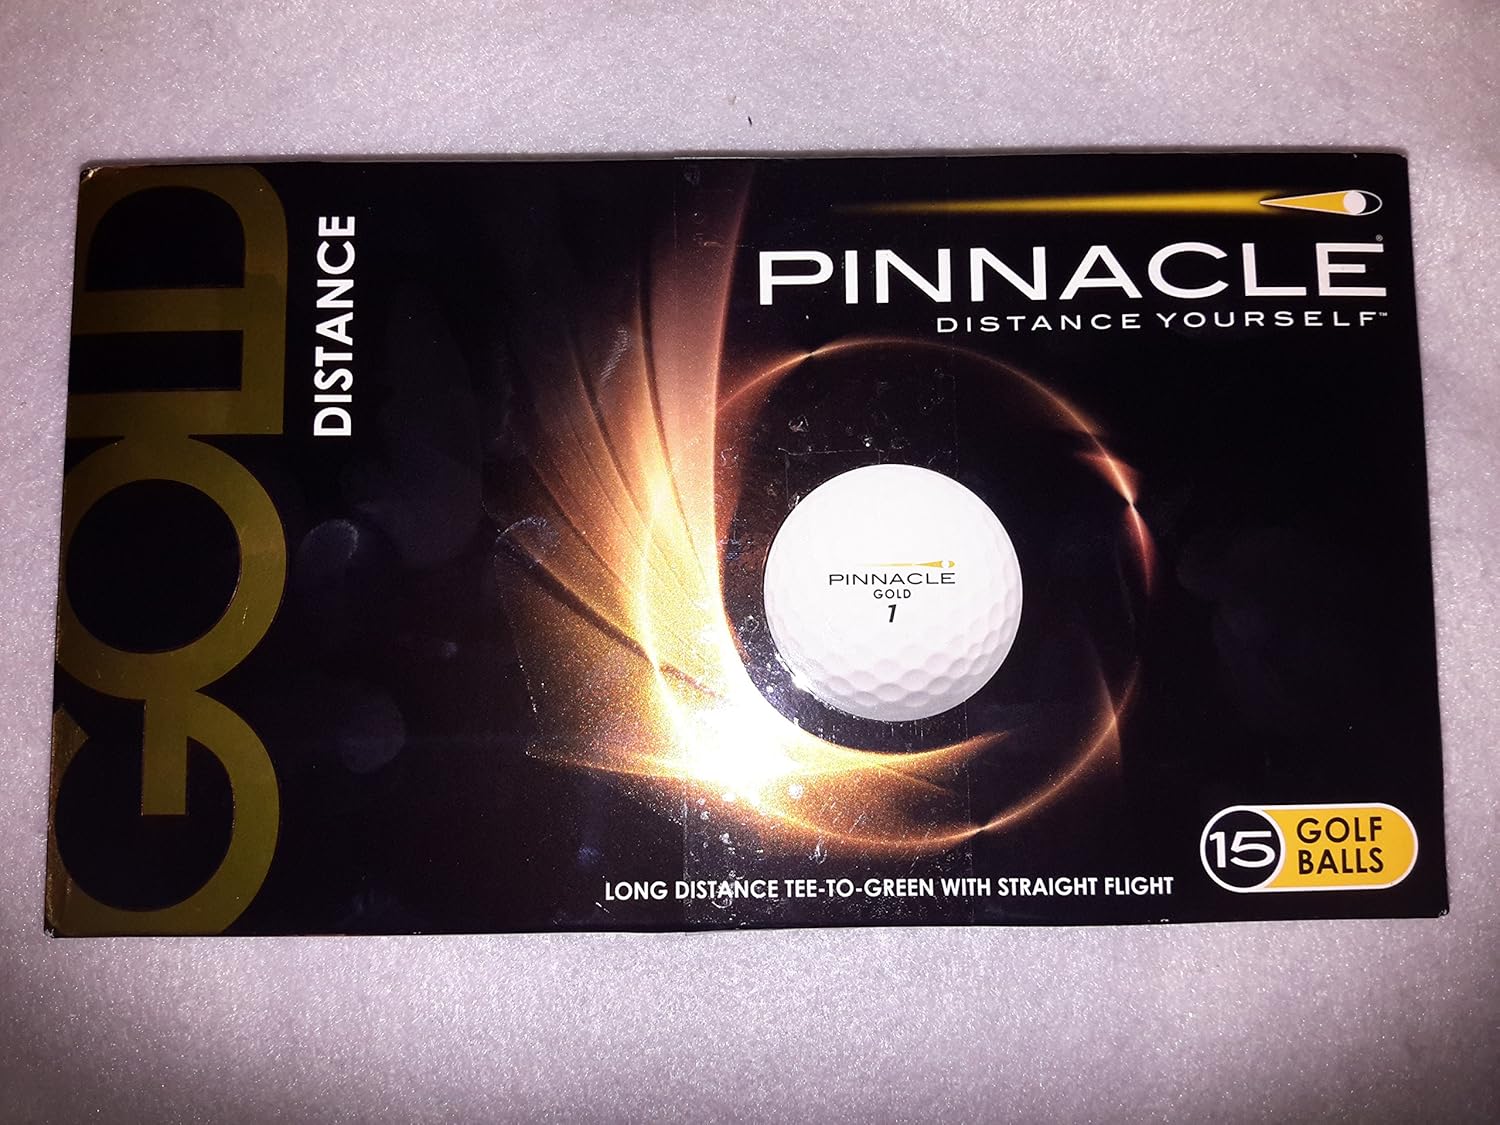 GOLD
DISTANCE
PINNACLE®
DISTANCE YOURSELF™
PINNACLE
GOLD
1
15 GOLF
BALLS
LONG DISTANCE TEE-TO-GREEN WITH STRAIGHT FLIGHT